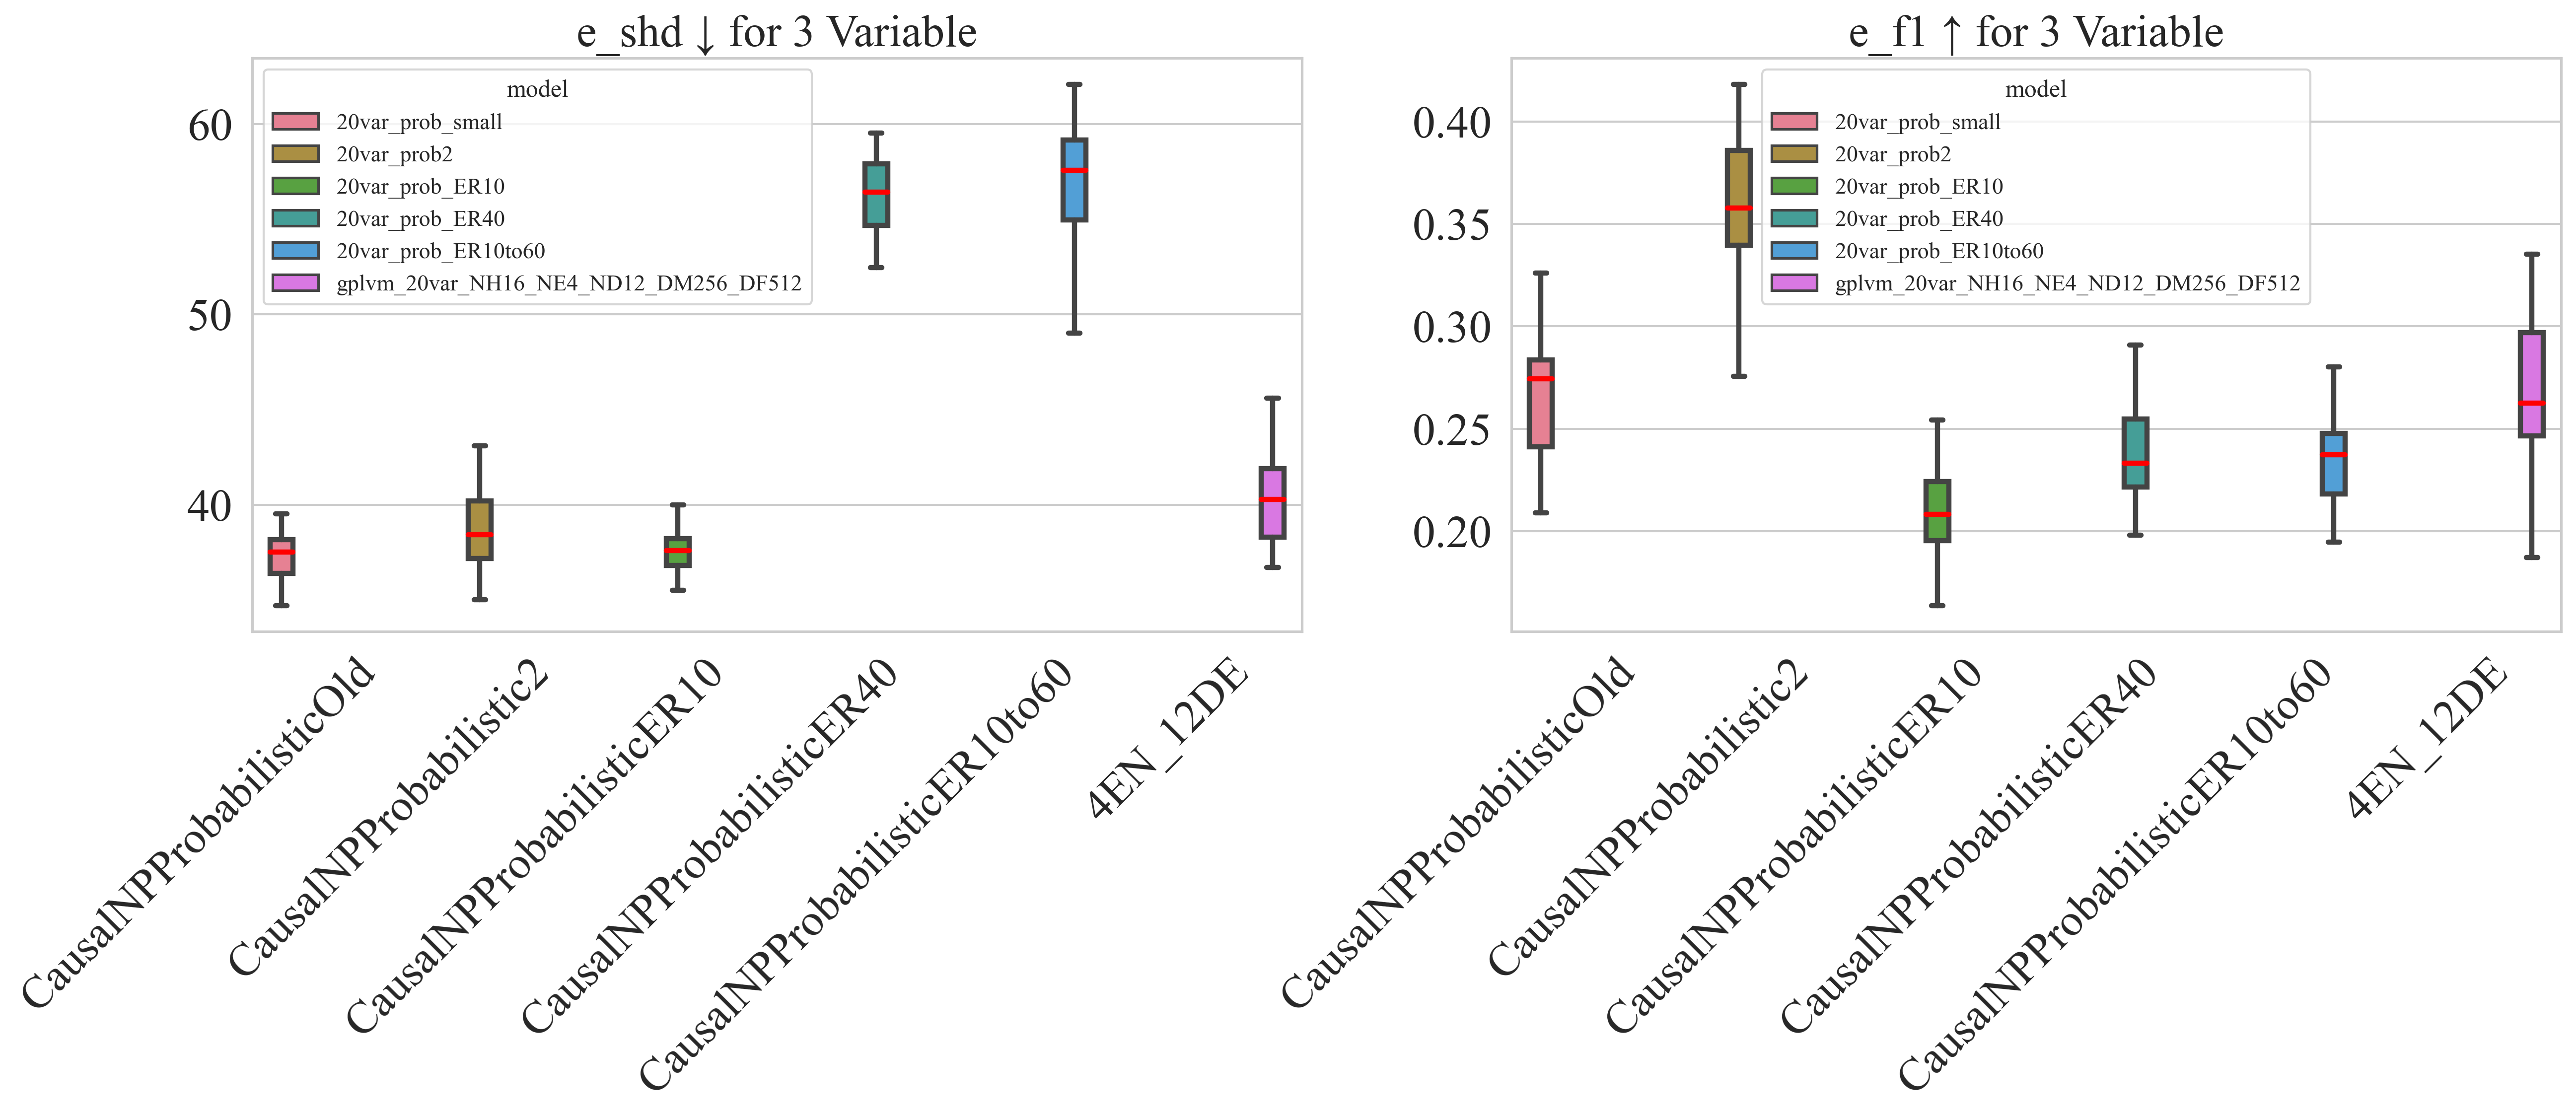 e_shd ↓ for 3 Variable
model
20var_prob_small
20var_prob2
20var_prob_ER10
20var_prob_ER40
20var_prob_ER10to60
gplvm_20var_NH16_NE4_ND12_DM256_DF512
60
50
40
CausalNPProbabilisticOld
CausalNPProbabilistic2
CausalNPProbabilisticER10
CausalNPProbabilisticER40
CausalNPProbabilisticER10to60
4EN_12DE
e_f1 ↑ for 3 Variable
model
20var_prob_small
20var_prob2
20var_prob_ER10
20var_prob_ER40
20var_prob_ER10to60
gplvm_20var_NH16_NE4_ND12_DM256_DF512
0.40
0.35
0.30
0.25
0.20
CausalNPProbabilisticOld
CausalNPProbabilistic2
CausalNPProbabilisticER10
CausalNPProbabilisticER40
CausalNPProbabilisticER10to60
4EN_12DE